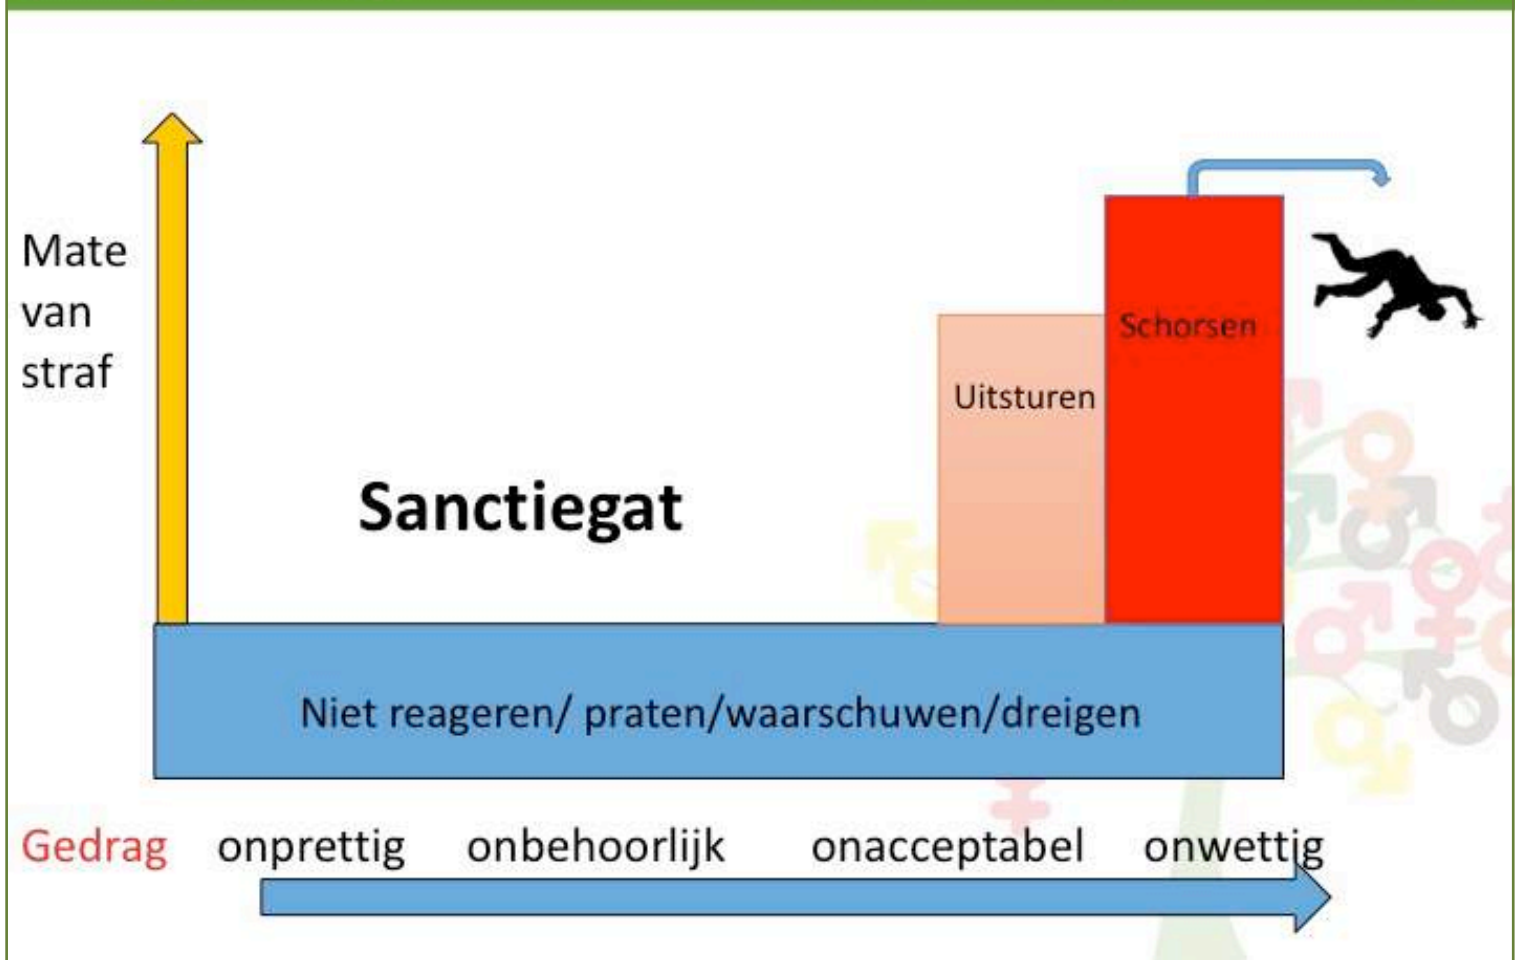 Mate
van
straf
Schorsen
Uitsturen
Sanctiegat
Niet reageren/ praten/waarschuwen/dreigen
Gedrag onprettig onbehoorlijk onacceptabel onwettig